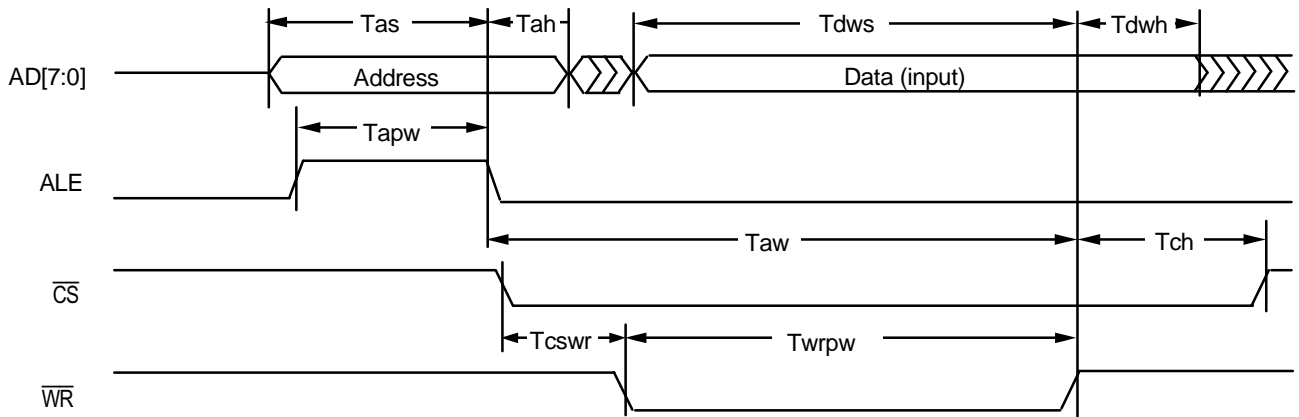 Tas Tah Tdws Tdwh
AD[7:0] Address Data (input)
Tapw
ALE
Taw Tch
CS
Tcswr Twrpw
WR